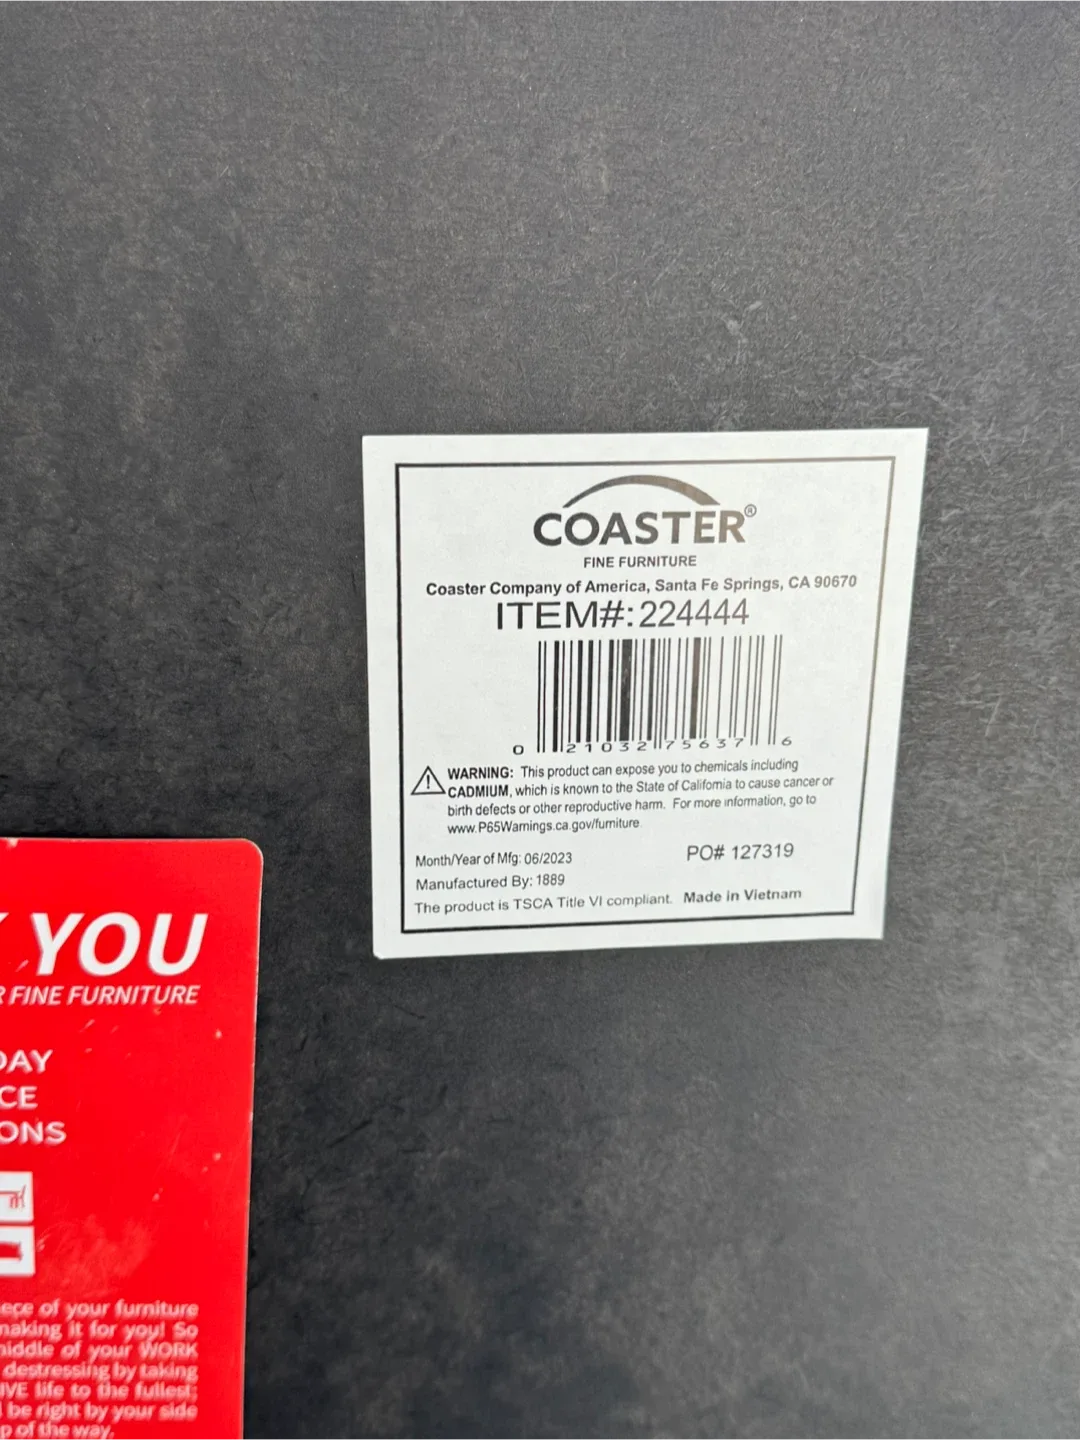 COASTER®
FINE FURNITURE
Coaster Company of America, Santa Fe Springs, CA 90670
ITEM#: 224444
0 21032 75637 6
WARNING: This product can expose you to chemicals including
CADMIUM, which is known to the State of California to cause cancer or
birth defects or other reproductive harm. For more information, go to
www.P65Warnings.ca.gov/furniture.
Month/Year of Mfg: 06/2023
PO# 127319
Manufactured By: 1889
The product is TSCA Title VI compliant. Made in Vietnam
YOU
FINE FURNITURE
DAY
CE
ONS
ece of your furniture
making it for you! So
middle of your WORK
destressing by taking
IVE life to the fullest;
be right by your side
p of the way.